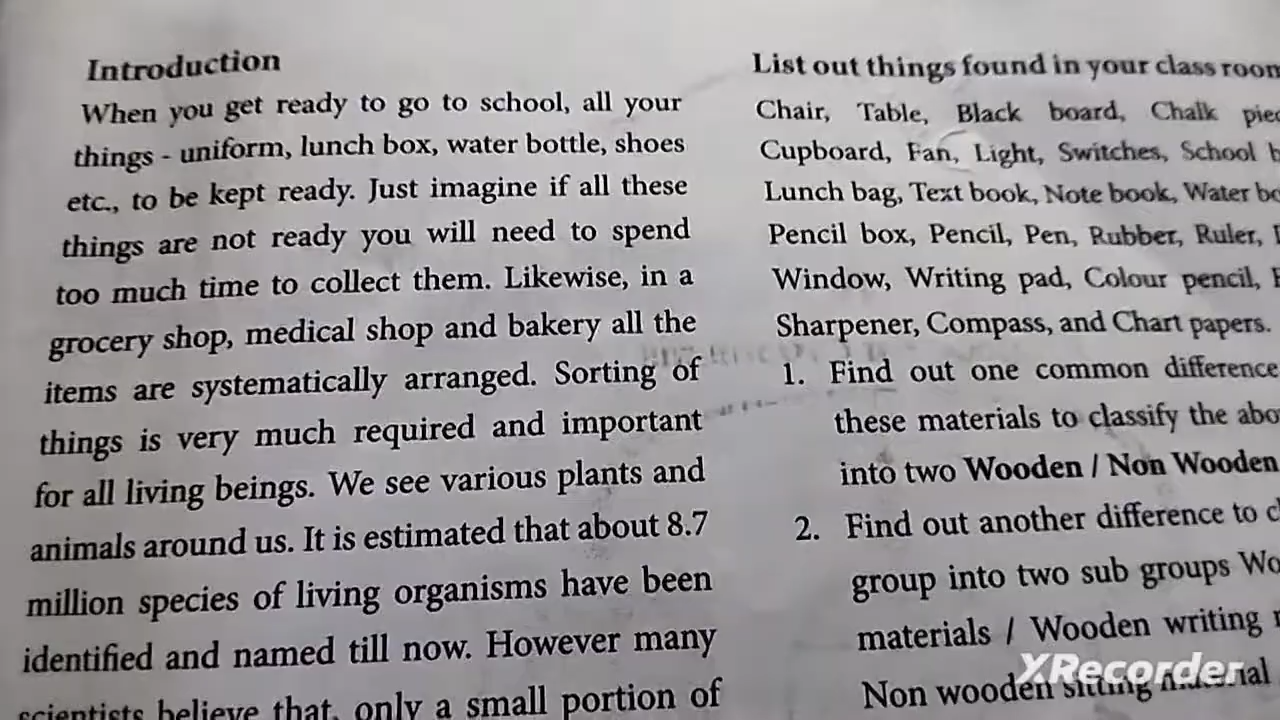 Introduction
When you get ready to go to school, all your
things - uniform, lunch box, water bottle, shoes
etc., to be kept ready. Just imagine if all these
things are not ready you will need to spend
too much time to collect them. Likewise, in a
grocery shop, medical shop and bakery all the
items are systematically arranged. Sorting of
things is very much required and important
for all living beings. We see various plants and
animals around us. It is estimated that about 8.7
million species of living organisms have been
identified and named till now. However many
scientists believe that, only a small portion of
List out things found in your class
Chair, Table, Black board, Chalk
Cupboard, Fan, Light, Switches, School
Lunch bag, Text book, Note book, Water
Pencil box, Pencil, Pen, Rubber, Ruler,
Window, Writing pad, Colour pencil,
Sharpener, Compass, and Chart papers.
1. Find out one common difference
these materials to classify the
into two Wooden / Non Wooden
2. Find out another difference to
group into two sub groups
materials / Wooden writing
Non wooden sitting material
XRecorder